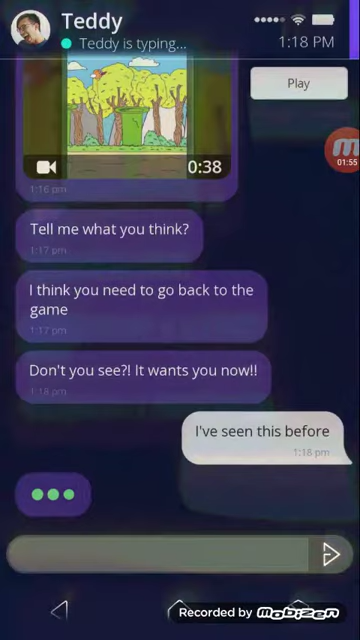 Teddy
Teddy is typing...
1:18 PM
Play
0:38
1:16 pm
01:55
Tell me what you think?
1:17 pm
I think you need to go back to the
game
1:17 pm
Don't you see?! It wants you now!!
1:18 pm
I've seen this before
1:18 pm
Recorded by mobizen